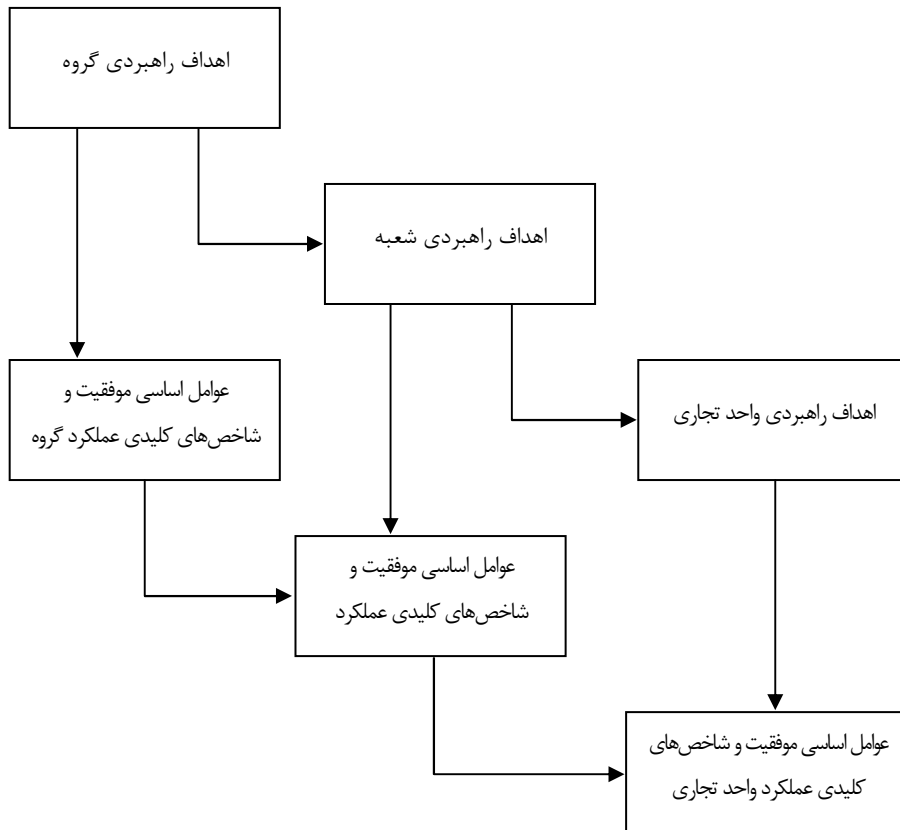 اهداف راهبردی گروه
اهداف راهبردی شعبه
عوامل اساسی موفقیت و
شاخص‌های کلیدی عملکرد گروه
اهداف راهبردی واحد تجاری
عوامل اساسی موفقیت و
شاخص‌های کلیدی عملکرد
عوامل اساسی موفقیت و شاخص‌های
کلیدی عملکرد واحد تجاری